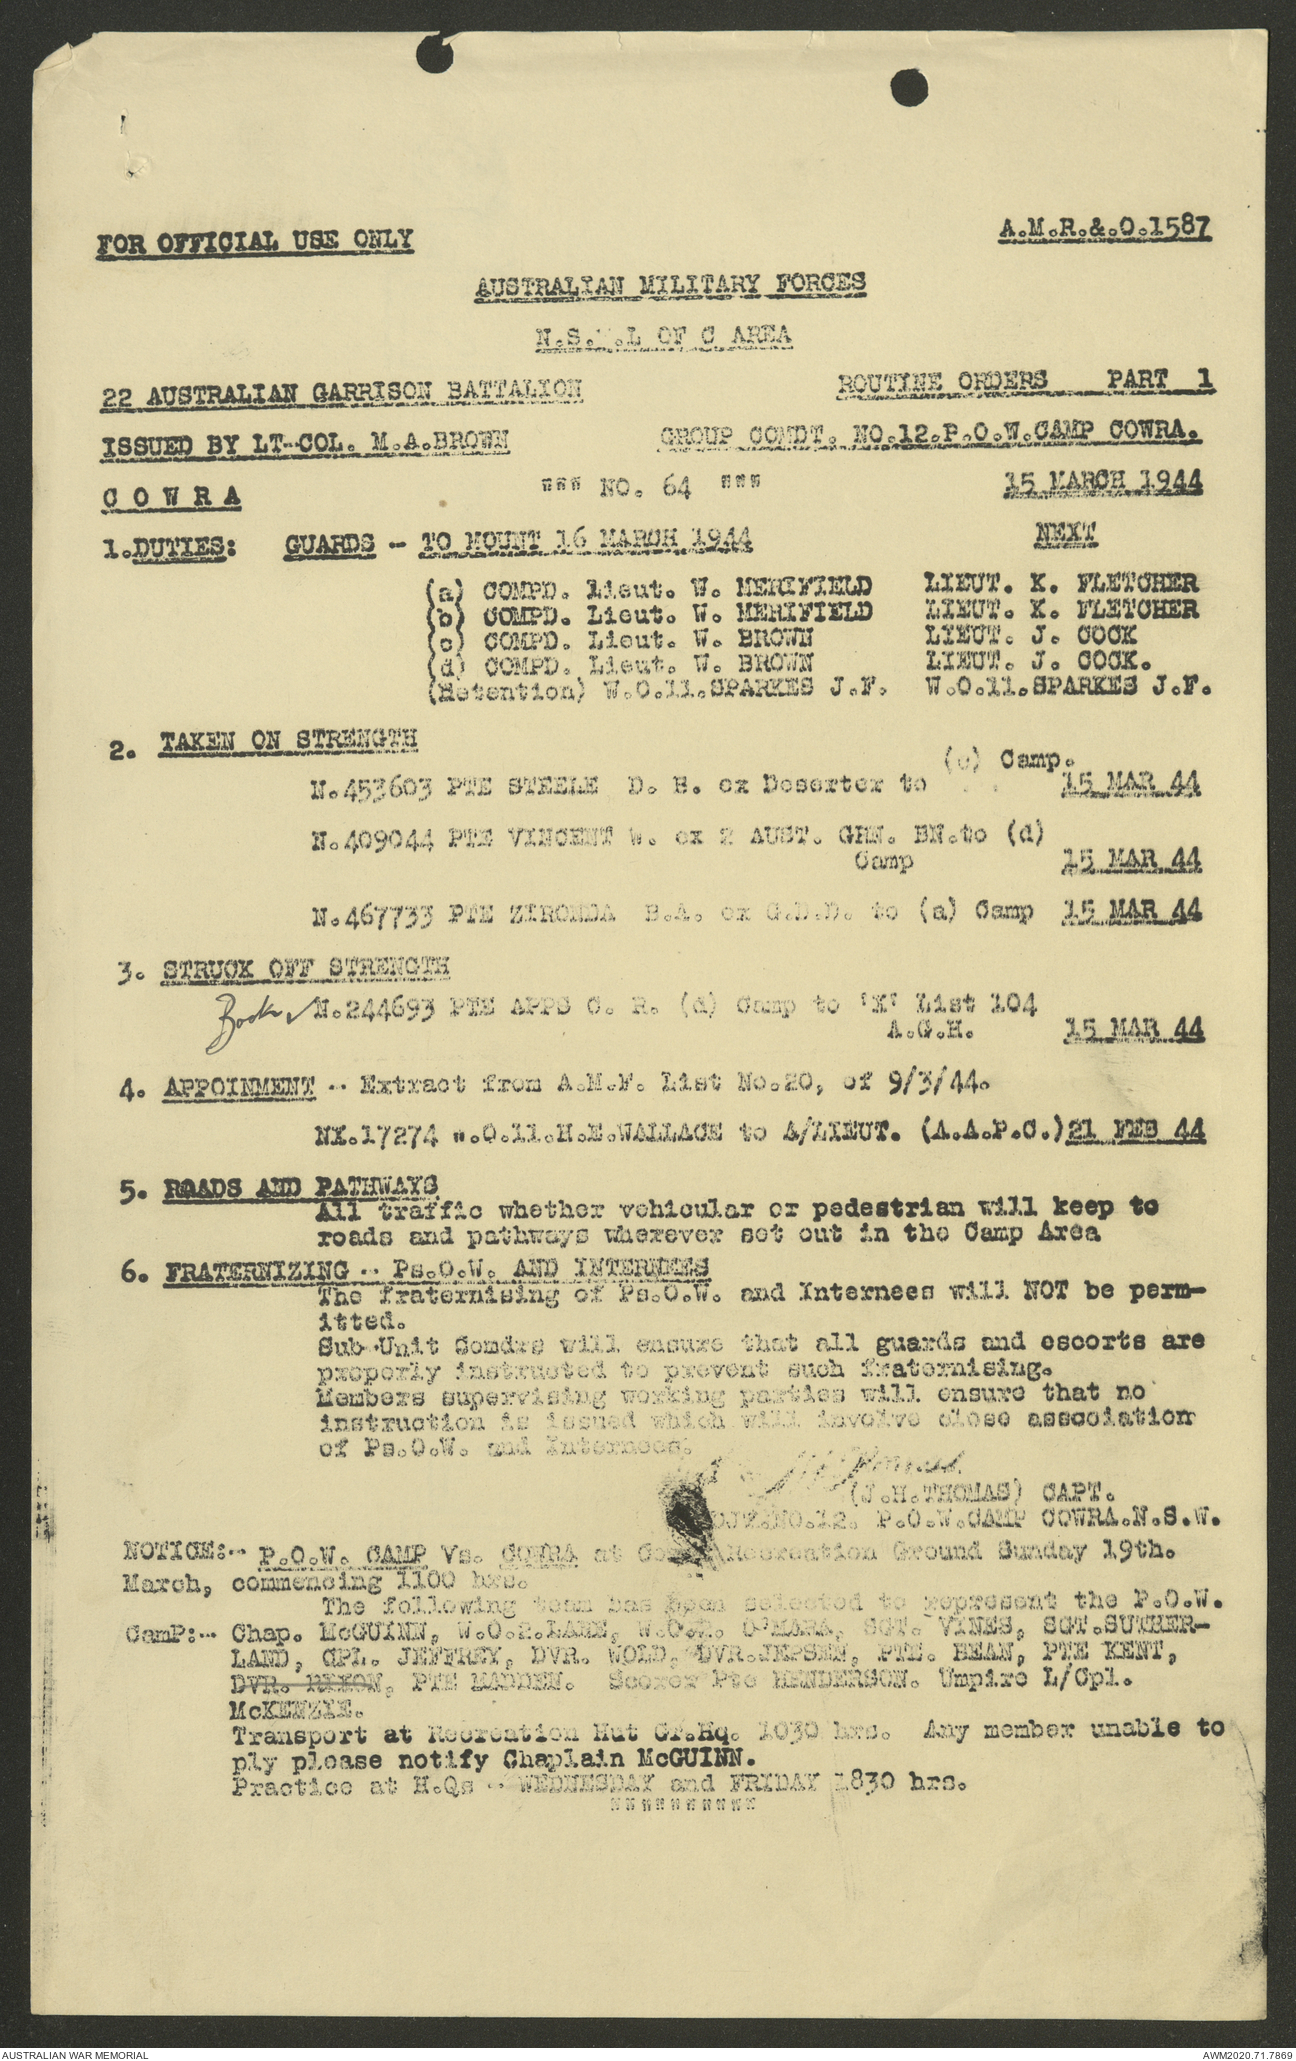 FOR OFFICIAL USE ONLY
A.M.R.&.O.1587
AUSTRALIAN MILITARY FORCES
N.S.W.L OF C AREA
22 AUSTRALIAN GARRISON BATTALION ROUTINE ORDERS PART 1
ISSUED BY LT-COL. M.A.BROWN GROUP COMDT. NO.12.P.O.W.CAMP COWRA.
C O W R A """ NO. 64 """ 15 MARCH 1944
1.DUTIES: GUARDS - TO MOUNT 16 MARCH 1944 NEXT
(a) COMPD. Lieut. W. MERIFIELD LIEUT. K. FLETCHER
(b) COMPD. Lieut. W. MERIFIELD LIEUT. K. FLETCHER
(c) COMPD. Lieut. W. BROWN LIEUT. J. COCK
(d) COMPD. Lieut. W. BROWN LIEUT. J. COCK.
(Retention) W.O.11.SPARKES J.F. W.O.11.SPARKES J.F.
2. TAKEN ON STRENGTH
(c) Camp.
N.453603 PTE STEELE D. H. ex Deserter to 15 MAR 44
N.409044 PTE VINCENT W. ex 2 AUST. GRN. BN.to (d)
Camp 15 MAR 44
N.467733 PTE ZIRONDA B.A. ex G.D.D. to (a) Camp 15 MAR 44
3. STRUCK OFF STRENGTH
Book ✓ N.244693 PTE APPS C. R. (d) Camp to 'X' List 104
A.G.H. 15 MAR 44
4. APPOINMENT -- Extract from A.M.F. List No.20, of 9/3/44.
NX.17274 W.O.11.H.E.WALLACE to A/LIEUT. (A.A.P.C.)21 FEB 44
5. ROADS AND PATHWAYS
All traffic whether vehicular or pedestrian will keep to
roads and pathways wherever set out in the Camp Area
6. FRATERNIZING -- Ps.O.W. AND INTERNEES
The fraternising of Ps.O.W. and Internees will NOT be perm-
itted.
Sub-Unit Comdrs will ensure that all guards and escorts are
properly instructed to prevent such fraternising.
Members supervising working parties will ensure that no
instruction is issued which will involve close association
of Ps.O.W. and Internees.
(J.H.THOMAS) CAPT.
DJT.NO.12. P.O.W.CAMP COWRA.N.S.W.
NOTICE:-- P.O.W. CAMP Vs. COWRA at Recreation Ground Sunday 19th.
March, commencing 1100 hrs.
The following team has been selected to represent the P.O.W.
CamP:-- Chap. McGUINN, W.O.2.LANE, W.O.2. O'MARA, SGT. VINES, SGT.SUTHER-
LAND, CPL. JEFFREY, DVR. WOLD, DVR.JEPSEN, PTE. BEAN, PTE KENT,
DVR. RIXON, PTE MADDEN. Scorer Pte HENDERSON. Umpire L/Cpl.
McKENZIE.
Transport at Recreation Hut GP.Hq. 1030 hrs. Any member unable to
ply please notify Chaplain McGUINN.
Practice at H.Qs -- WEDNESDAY and FRIDAY 1830 hrs.
""""""""""
AUSTRALIAN WAR MEMORIAL
AWM2020.71.7869